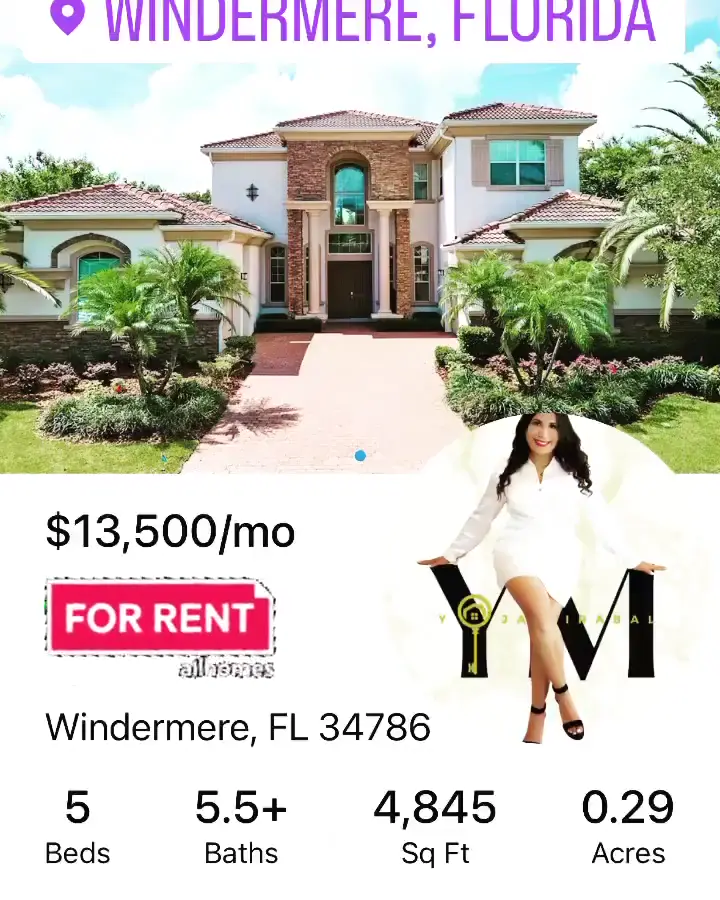 WINDERMERE, FLORIDA
$13,500/mo
FOR RENT
allhomes
Windermere, FL 34786
YM
5 5.5+ 4,845 0.29
Beds Baths Sq Ft Acres